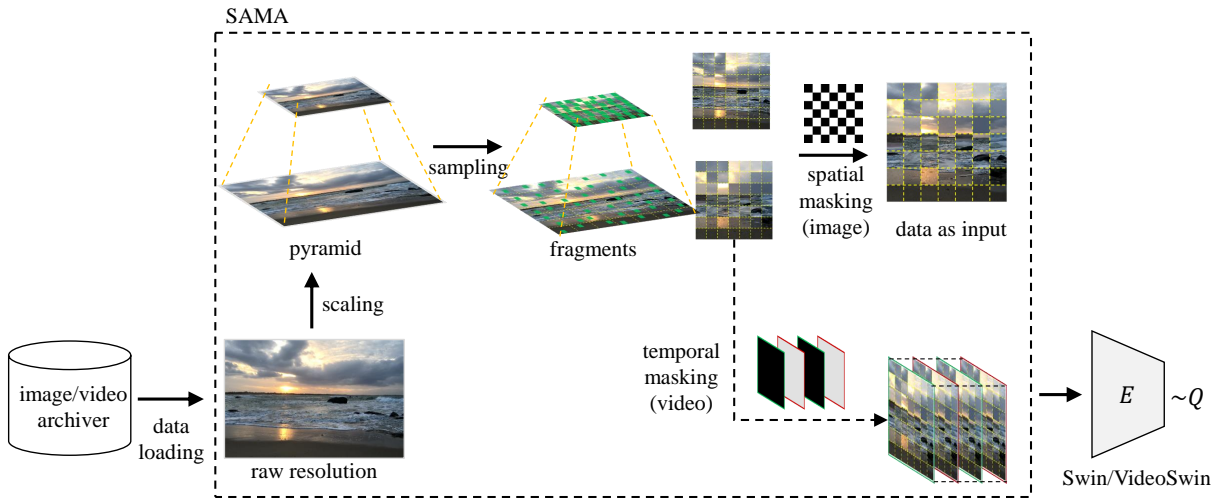 SAMA
sampling
spatial
masking
(image)
pyramid
fragments
data as input
scaling
image/video
archiver
data
loading
raw resolution
temporal
masking
(video)
E
~Q
Swin/VideoSwin